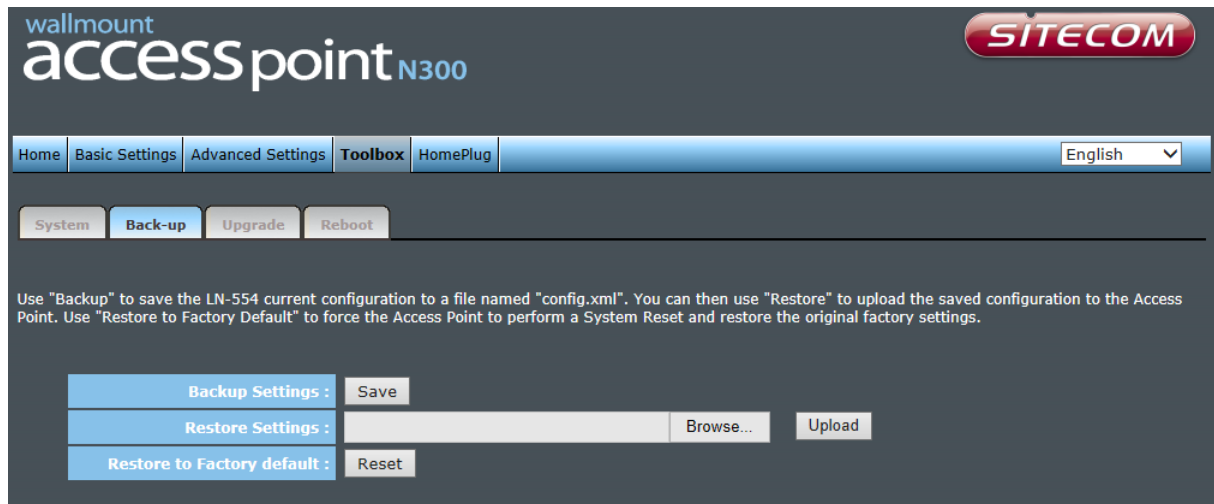 wallmount
accesspoint N300
SITECOM
Home Basic Settings Advanced Settings Toolbox HomePlug English
System Back-up Upgrade Reboot
Use "Backup" to save the LN-554 current configuration to a file named "config.xml". You can then use "Restore" to upload the saved configuration to the Access
Point. Use "Restore to Factory Default" to force the Access Point to perform a System Reset and restore the original factory settings.
Backup Settings : Save
Restore Settings : Browse... Upload
Restore to Factory default : Reset